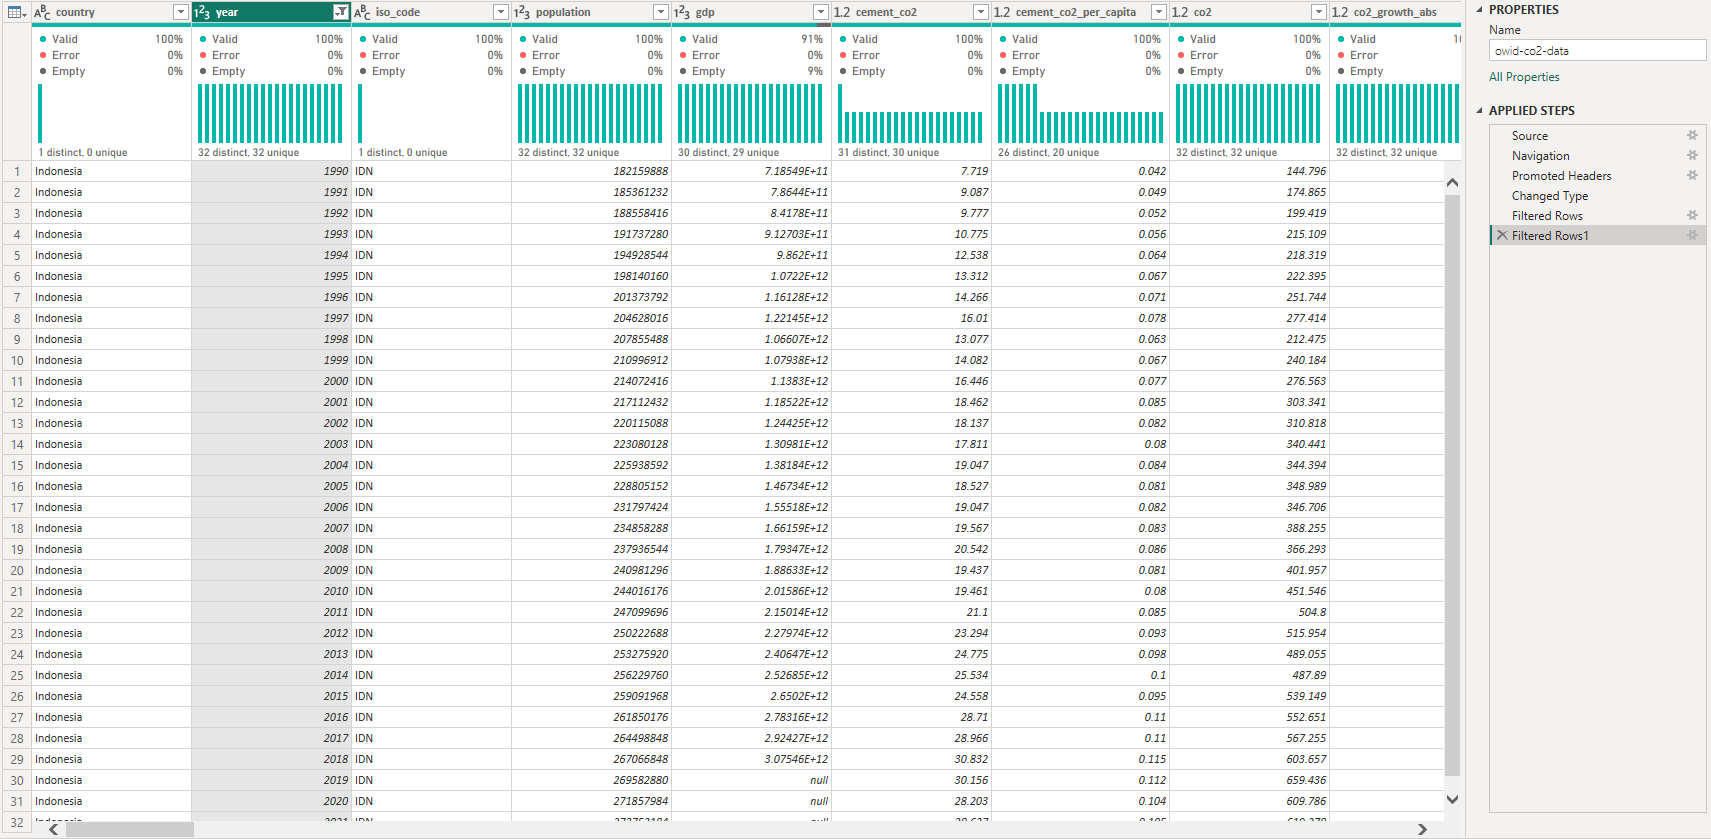 country year iso_code population gdp cement_co2 cement_co2_per_capita co2 co2_growth_abs
Valid 100% Valid 100% Valid 100% Valid 100% Valid 91% Valid 100% Valid 100% Valid 100% Valid
Error 0% Error 0% Error 0% Error 0% Error 0% Error 0% Error 0% Error 0% Error
Empty 0% Empty 0% Empty 0% Empty 0% Empty 9% Empty 0% Empty 0% Empty 0% Empty
1 distinct, 0 unique 32 distinct, 32 unique 1 distinct, 0 unique 32 distinct, 32 unique 30 distinct, 29 unique 31 distinct, 30 unique 26 distinct, 20 unique 32 distinct, 32 unique 32 distinct, 32 unique
1 Indonesia 1990 IDN 182159888 7.18549E+11 7.719 0.042 144.796
2 Indonesia 1991 IDN 185361232 7.8644E+11 9.087 0.049 174.865
3 Indonesia 1992 IDN 188558416 8.4178E+11 9.777 0.052 199.419
4 Indonesia 1993 IDN 191737280 9.12703E+11 10.775 0.056 215.109
5 Indonesia 1994 IDN 194928544 9.862E+11 12.538 0.064 218.319
6 Indonesia 1995 IDN 198140160 1.0722E+12 13.312 0.067 222.395
7 Indonesia 1996 IDN 201373792 1.16128E+12 14.266 0.071 251.744
8 Indonesia 1997 IDN 204628016 1.22145E+12 16.01 0.078 277.414
9 Indonesia 1998 IDN 207855488 1.06607E+12 13.077 0.063 212.475
10 Indonesia 1999 IDN 210996912 1.07938E+12 14.082 0.067 240.184
11 Indonesia 2000 IDN 214072416 1.1383E+12 16.446 0.077 276.563
12 Indonesia 2001 IDN 217112432 1.18522E+12 18.462 0.085 303.341
13 Indonesia 2002 IDN 220115088 1.24425E+12 18.137 0.082 310.818
14 Indonesia 2003 IDN 223080128 1.30981E+12 17.811 0.08 340.441
15 Indonesia 2004 IDN 225938592 1.38184E+12 19.047 0.084 344.394
16 Indonesia 2005 IDN 228805152 1.46734E+12 18.527 0.081 348.989
17 Indonesia 2006 IDN 231797424 1.55518E+12 19.047 0.082 346.706
18 Indonesia 2007 IDN 234858288 1.66159E+12 19.567 0.083 388.255
19 Indonesia 2008 IDN 237936544 1.79347E+12 20.542 0.086 366.293
20 Indonesia 2009 IDN 240981296 1.88633E+12 19.437 0.081 401.957
21 Indonesia 2010 IDN 244016176 2.01586E+12 19.461 0.08 451.546
22 Indonesia 2011 IDN 247099696 2.15014E+12 21.1 0.085 504.8
23 Indonesia 2012 IDN 250222688 2.27974E+12 23.294 0.093 515.954
24 Indonesia 2013 IDN 253275920 2.40647E+12 24.775 0.098 489.055
25 Indonesia 2014 IDN 256229760 2.52685E+12 25.534 0.1 487.89
26 Indonesia 2015 IDN 259091968 2.6502E+12 24.558 0.095 539.149
27 Indonesia 2016 IDN 261850176 2.78316E+12 28.71 0.11 552.651
28 Indonesia 2017 IDN 264498848 2.92427E+12 28.966 0.11 567.255
29 Indonesia 2018 IDN 267066848 3.07546E+12 30.832 0.115 603.657
30 Indonesia 2019 IDN 269582880 null 30.156 0.112 659.436
31 Indonesia 2020 IDN 271857984 null 28.203 0.104 609.786
32
PROPERTIES
Name
owid-co2-data
All Properties
APPLIED STEPS
Source
Navigation
Promoted Headers
Changed Type
Filtered Rows
Filtered Rows1